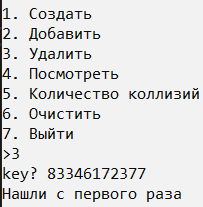 1. Создать
2. Добавить
3. Удалить
4. Посмотреть
5. Количество коллизий
6. Очистить
7. Выйти
>3
key? 83346172377
Нашли с первого раза